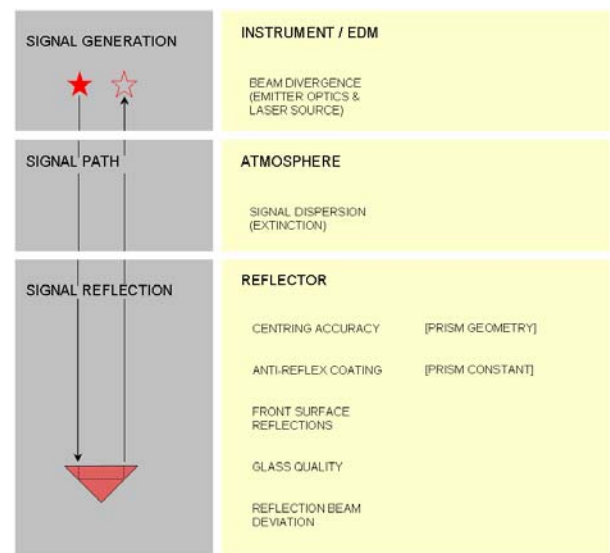 SIGNAL GENERATION
INSTRUMENT / EDM
BEAM DIVERGENCE
(EMITTER OPTICS &
LASER SOURCE)
SIGNAL PATH
ATMOSPHERE
SIGNAL DISPERSION
(EXTINCTION)
SIGNAL REFLECTION
REFLECTOR
CENTRING ACCURACY [PRISM GEOMETRY]
ANTI-REFLEX COATING [PRISM CONSTANT]
FRONT SURFACE
REFLECTIONS
GLASS QUALITY
REFLECTION BEAM
DEVIATION